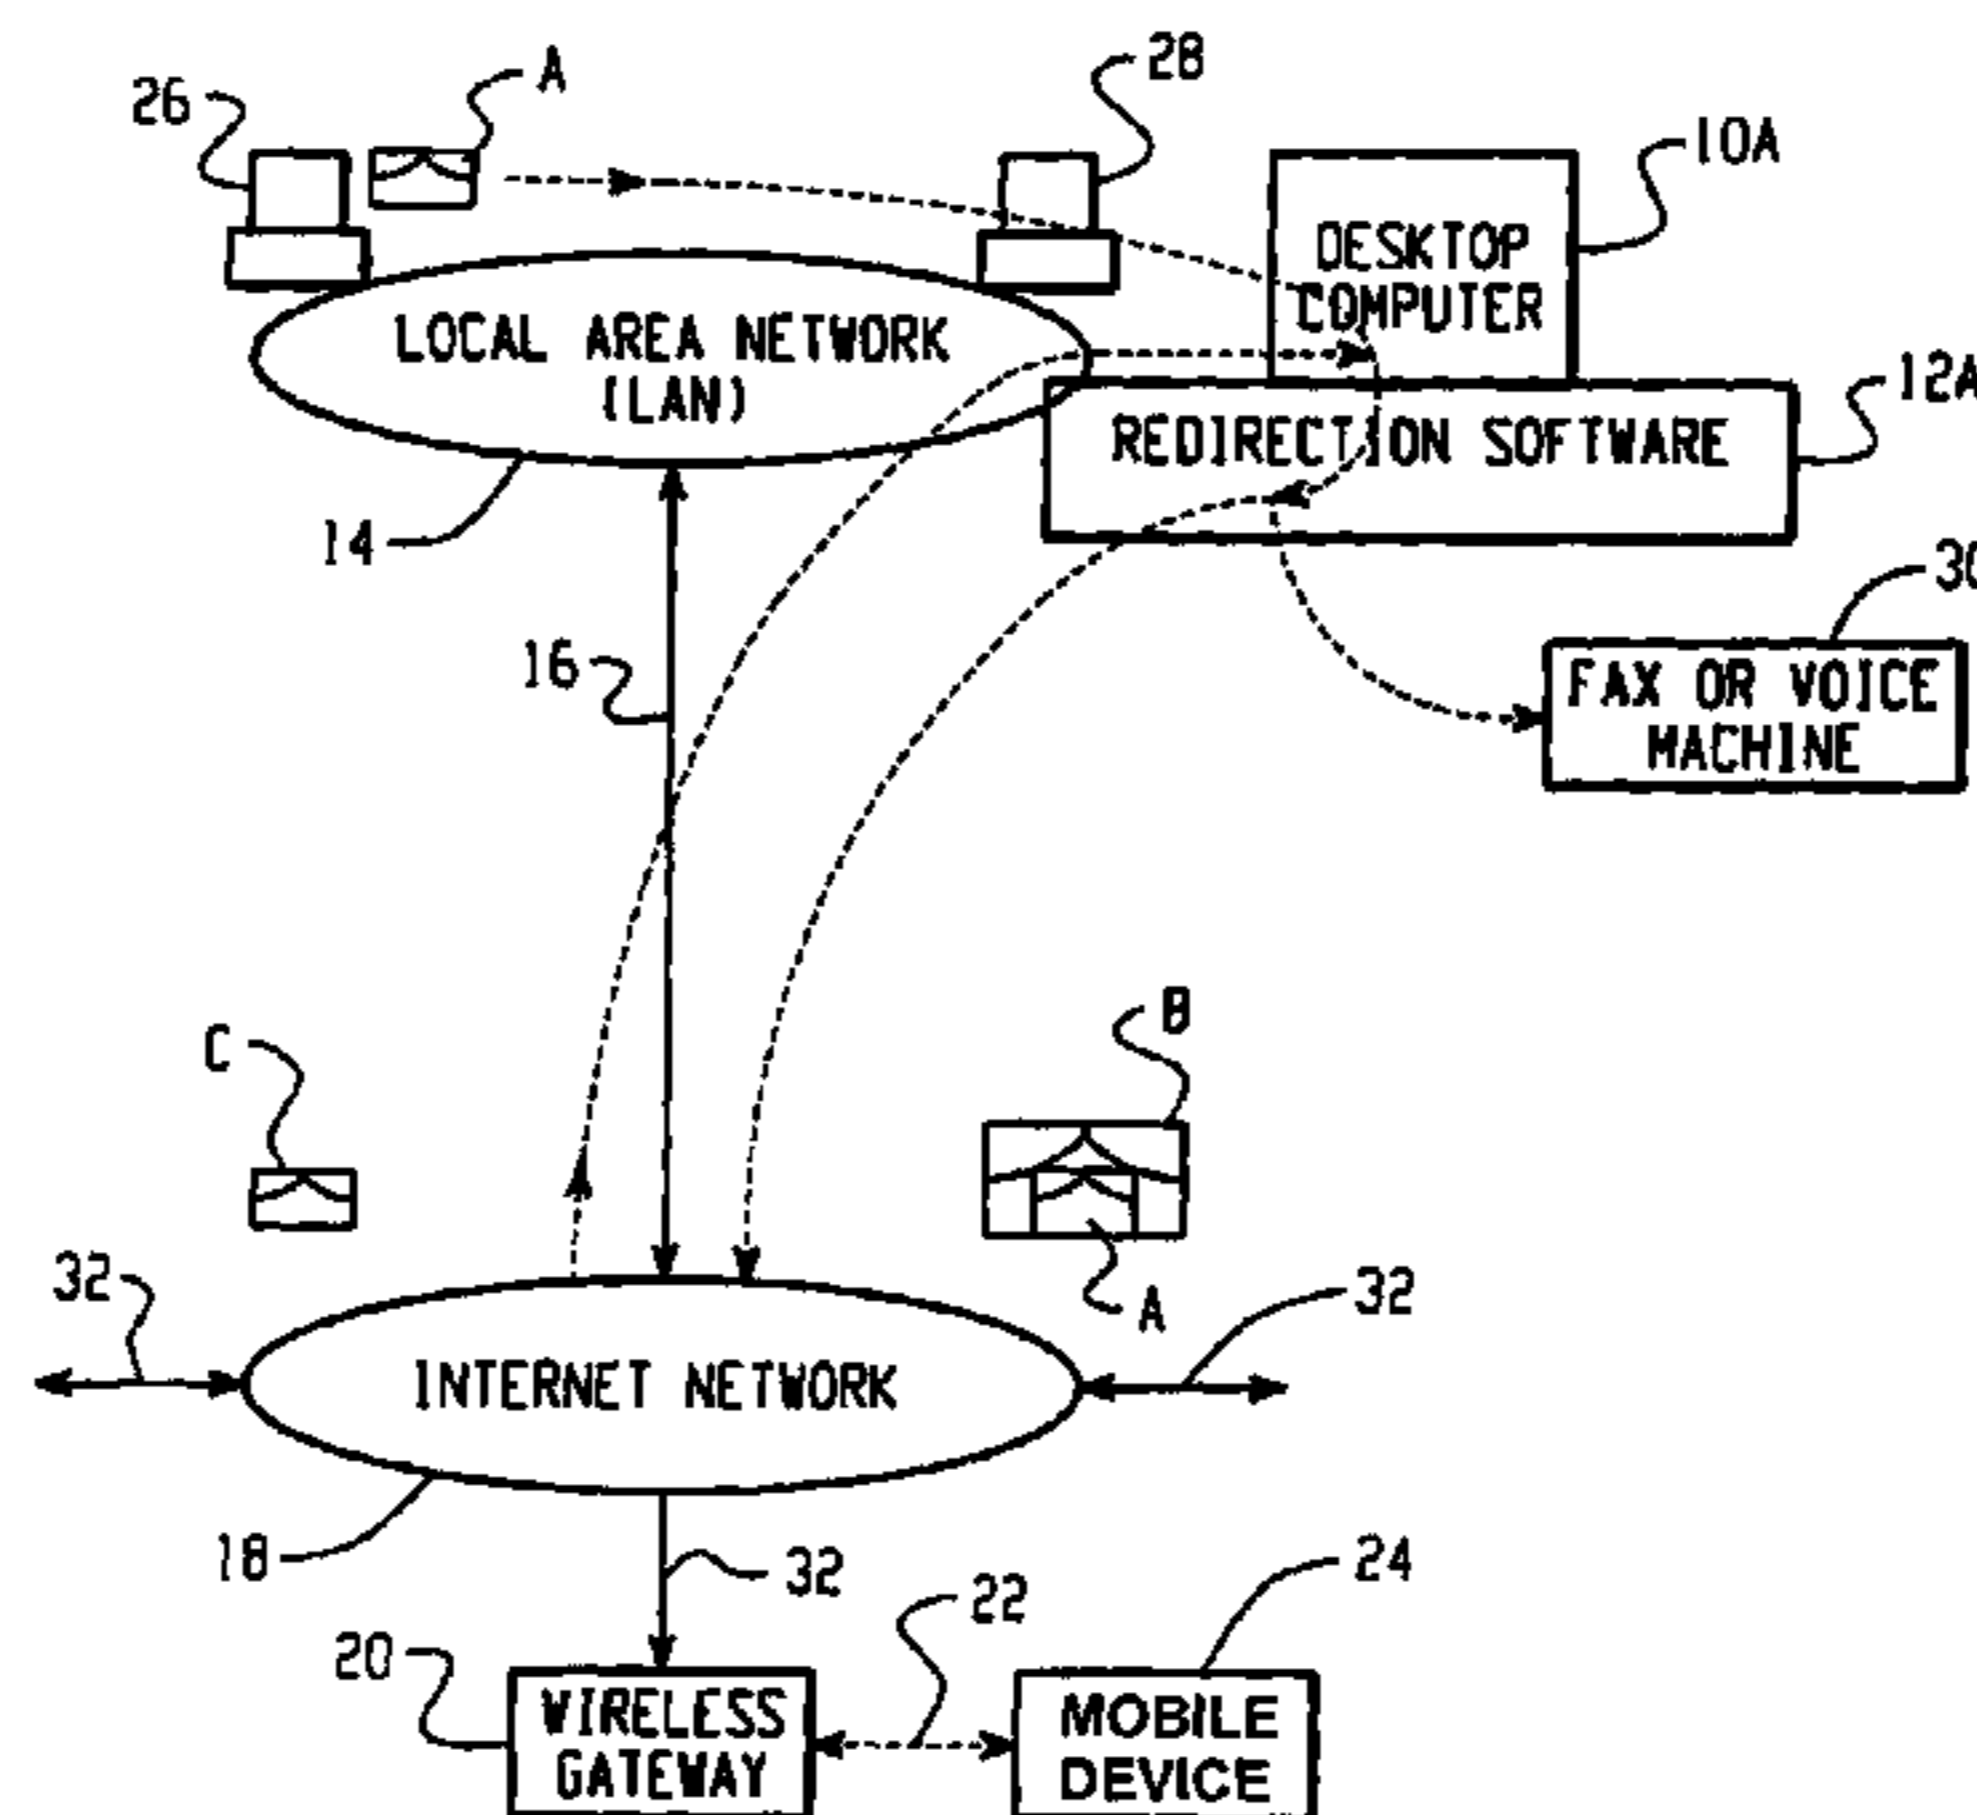 26
A
28
10A
DESKTOP
COMPUTER
LOCAL AREA NETWORK
(LAN)
12A
REDIRECTION SOFTWARE
14
16
FAX OR VOICE
MACHINE
C
B
A
32
32
INTERNET NETWORK
18
32
22
24
20
WIRELESS
GATEWAY
MOBILE
DEVICE